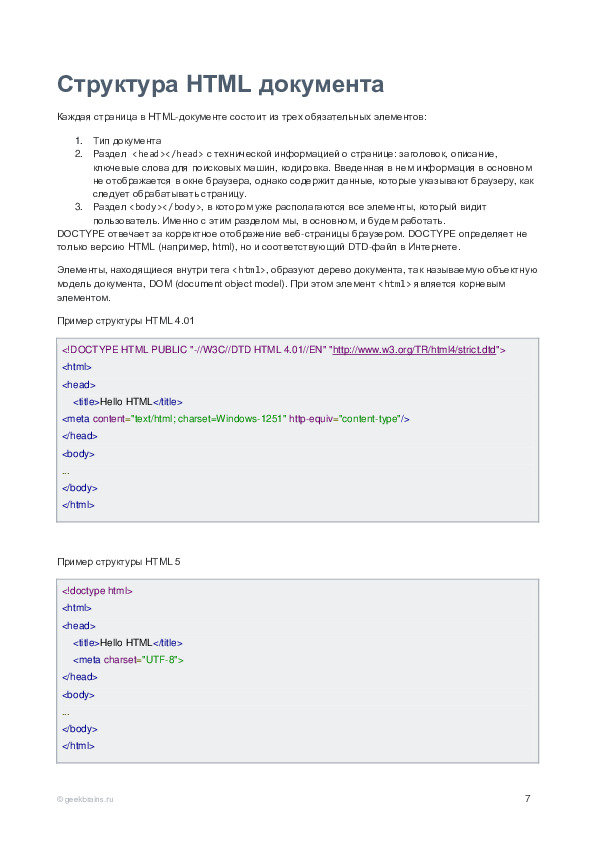 Структура HTML документа
Каждая страница в HTML-документе состоит из трех обязательных элементов:
1. Тип документа
2. Раздел <head></head> с технической информацией о странице: заголовок, описание,
ключевые слова для поисковых машин, кодировка. Введенная в нем информация в основном
не отображается в окне браузера, однако содержит данные, которые указывают браузеру, как
следует обрабатывать страницу.
3. Раздел <body></body>, в котором уже располагаются все элементы, который видит
пользователь. Именно с этим разделом мы, в основном, и будем работать.
DOCTYPE отвечает за корректное отображение веб-страницы браузером. DOCTYPE определяет не
только версию HTML (например, html), но и соответствующий DTD-файл в Интернете.
Элементы, находящиеся внутри тега <html>, образуют дерево документа, так называемую объектную
модель документа, DOM (document object model). При этом элемент <html> является корневым
элементом.
Пример структуры HTML 4.01
<!DOCTYPE HTML PUBLIC "-//W3C//DTD HTML 4.01//EN" "http://www.w3.org/TR/html4/strict.dtd">
<html>
<head>
<title>Hello HTML</title>
<meta content="text/html; charset=Windows-1251" http-equiv="content-type"/>
</head>
<body>
...
</body>
</html>
Пример структуры HTML 5
<!doctype html>
<html>
<head>
<title>Hello HTML</title>
<meta charset="UTF-8">
</head>
<body>
...
</body>
</html>
© geekbrains.ru
7